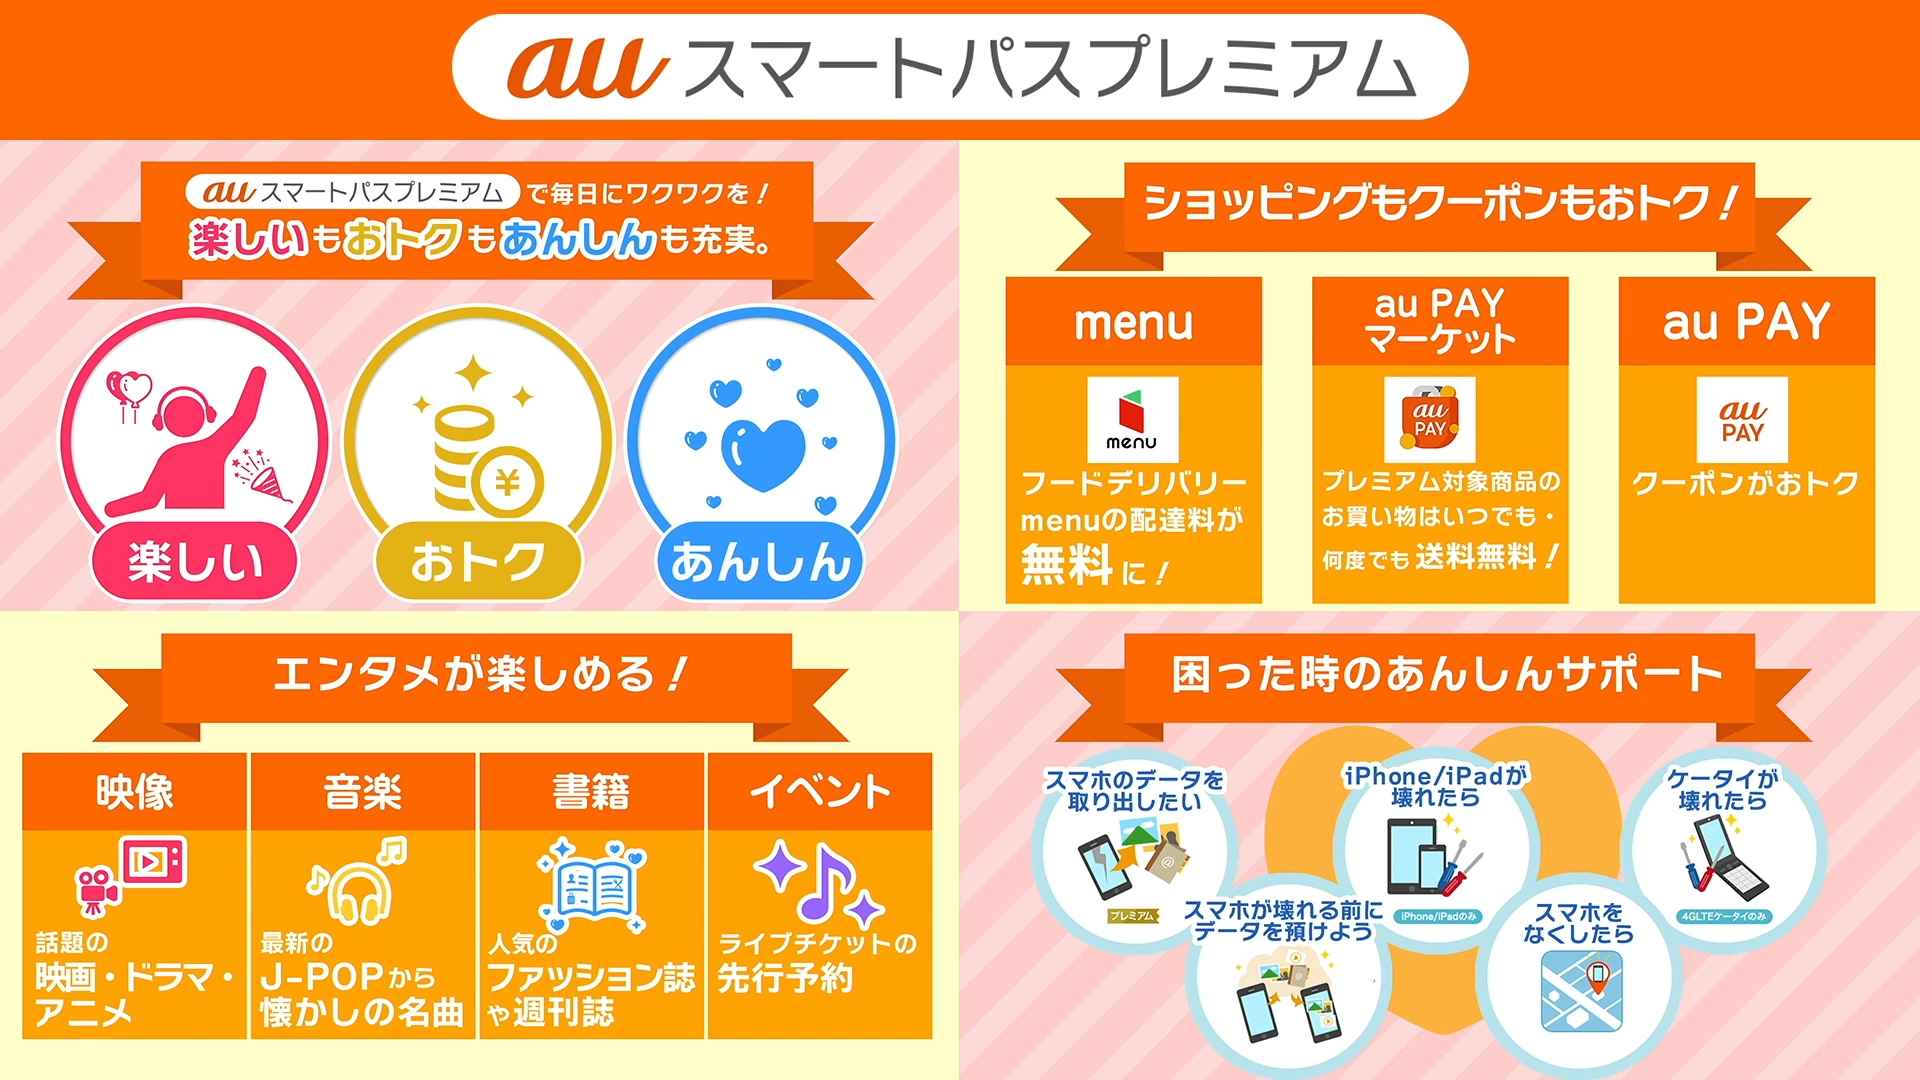 au スマートパスプレミアム
au スマートパスプレミアム で毎日にワクワクを！
楽しいもおトクもあんしんも充実。
楽しい
おトク
あんしん
ショッピングもクーポンもおトク！
menu
menu
フードデリバリー
menuの配達料が
無料に！
au PAY
マーケット
au
PAY
プレミアム対象商品の
お買い物はいつでも・
何度でも送料無料！
au PAY
au
PAY
クーポンがおトク
エンタメが楽しめる！
映像
話題の
映画・ドラマ・
アニメ
音楽
最新の
J-POPから
懐かしの名曲
書籍
人気の
ファッション誌
や週刊誌
イベント
ライブチケットの
先行予約
困った時のあんしんサポート
スマホのデータを
取り出したい
プレミアム
iPhone/iPadが
壊れたら
iPhone/iPadのみ
ケータイが
壊れたら
4GLTEケータイのみ
スマホが壊れる前に
データを預けよう
スマホを
なくしたら